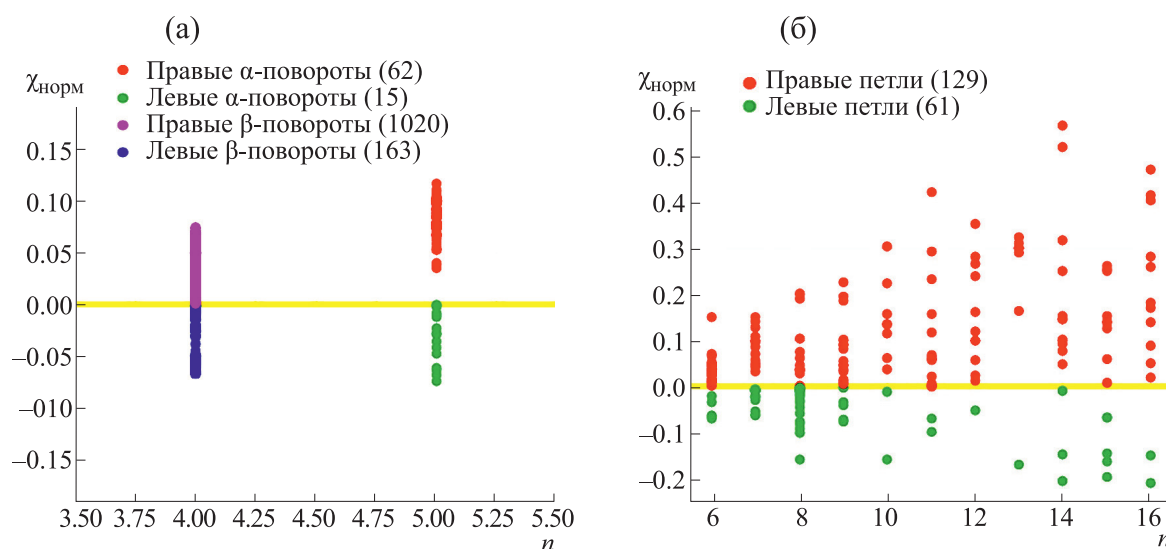 (а)
χнорм
Правые α-повороты (62)
Левые α-повороты (15)
Правые β-повороты (1020)
Левые β-повороты (163)
0.15
0.10
0.05
0.00
–0.05
–010
–0.15
3.50 3.75 4.00 4.25 4.50 4.75 5.00 5.25 5.50
n
(б)
χнорм
Правые петли (129)
Левые петли (61)
0.6
0.5
0.4
0.3
0.2
0.1
0.0
–0.1
–0.2
6 8 10 12 14 16
n